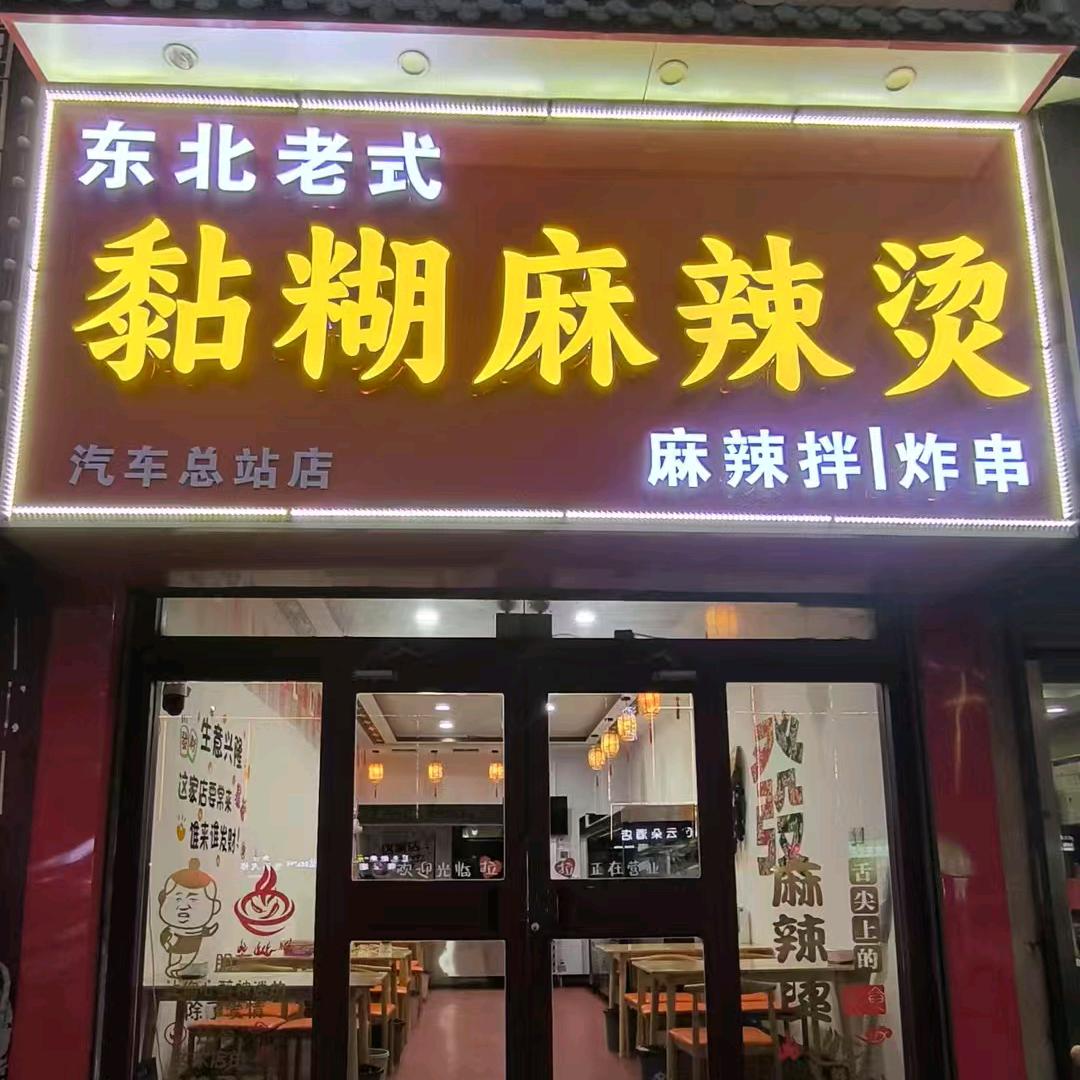 东北老式
黏糊麻辣烫
汽车总站店
麻辣拌|炸串
生意兴隆
这家店要常来
谁来谁发财!
欢迎光临
拉
拉
正在营业
麻辣
舌尖上的